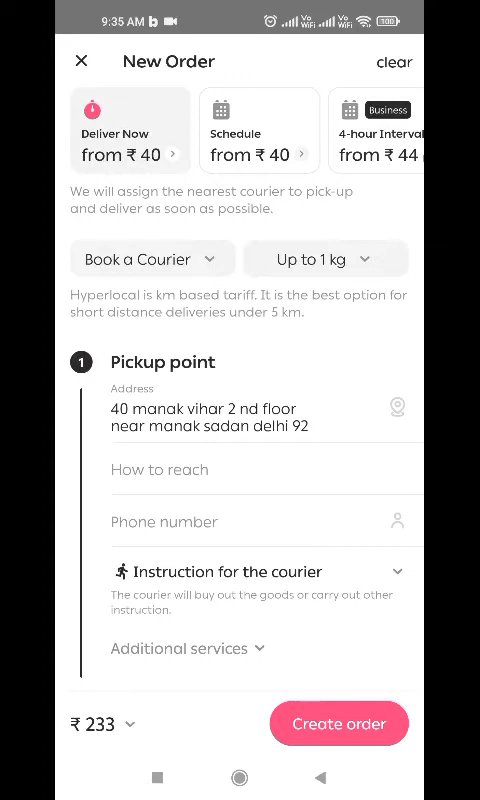 9:35 AM b
Vo WiFi Vo WiFi 100
New Order
clear
Deliver Now
from ₹ 40
Schedule
from ₹ 40
Business
4-hour Interval
from ₹ 44
We will assign the nearest courier to pick-up
and deliver as soon as possible.
Book a Courier
Up to 1 kg
Hyperlocal is km based tariff. It is the best option for
short distance deliveries under 5 km.
1 Pickup point
Address
40 manak vihar 2 nd floor
near manak sadan delhi 92
How to reach
Phone number
Instruction for the courier
The courier will buy out the goods or carry out other
instruction.
Additional services
₹ 233
Create order